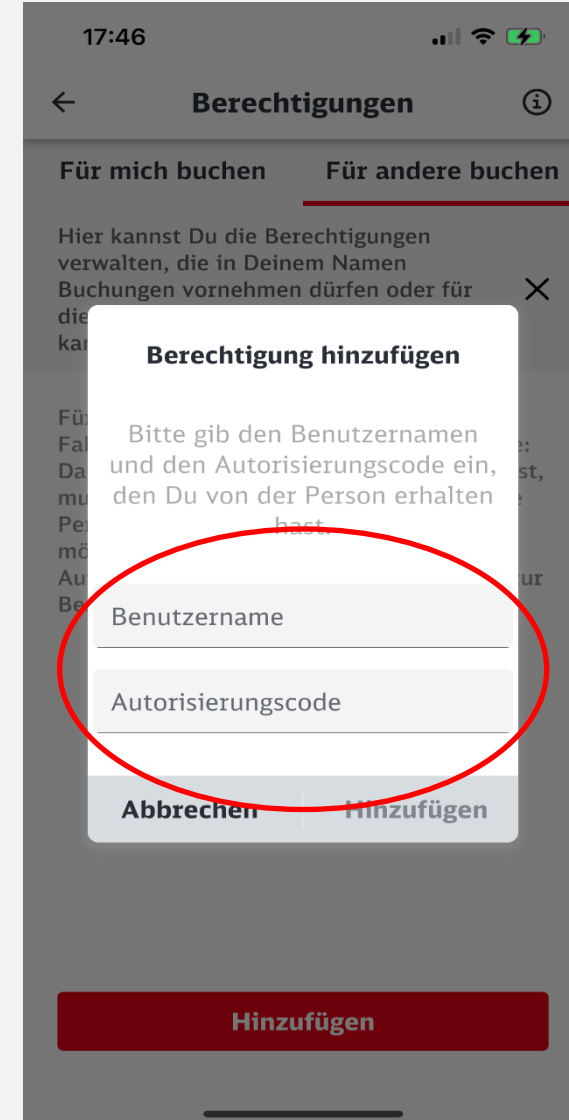 17:46
Berechtigungen
Für mich buchen
Für andere buchen
Hier kannst Du die Berechtigungen
verwalten, die in Deinem Namen
Buchungen vornehmen dürfen oder für
die
Berechtigung hinzufügen
Bitte gib den Benutzernamen
und den Autorisierungscode ein,
den Du von der Person erhalten
hast.
Benutzername
Autorisierungscode
Abbrechen
Hinzufügen
Hinzufügen